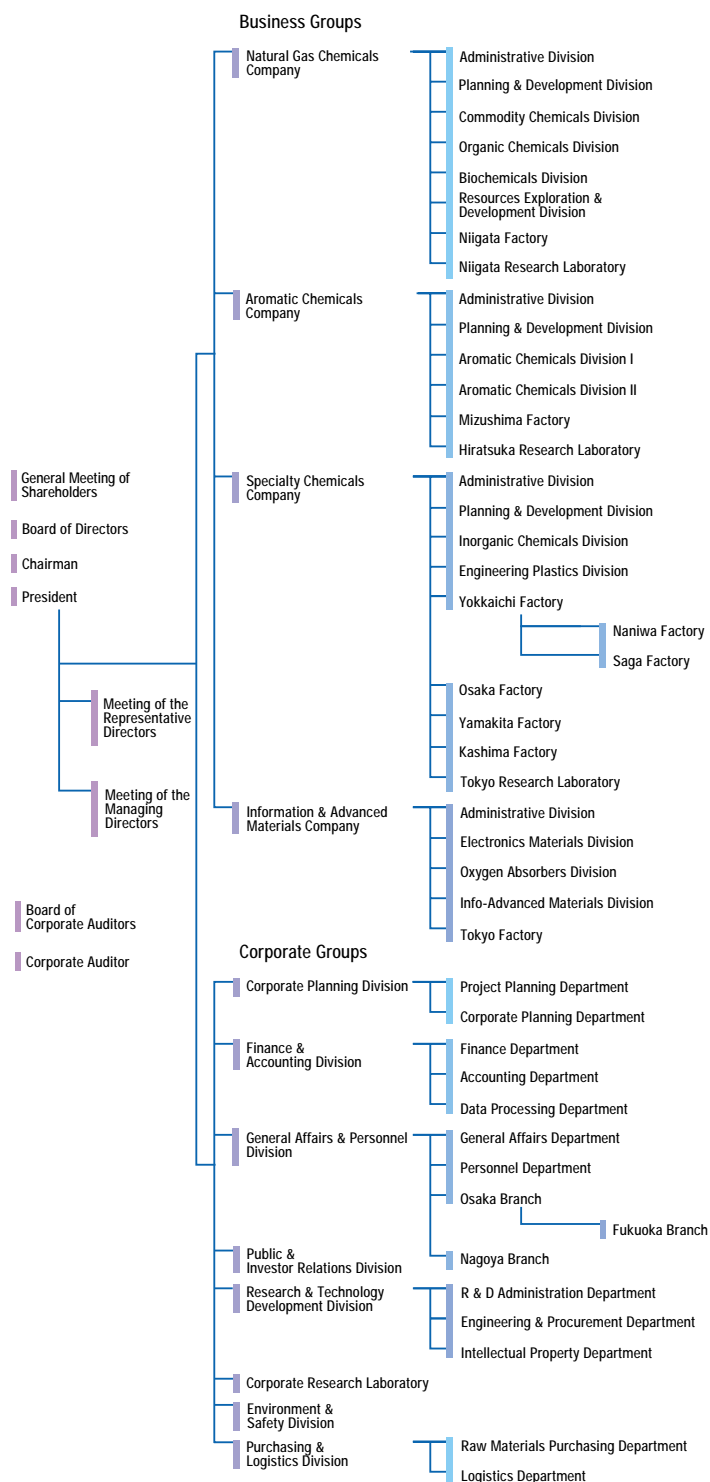 Business Groups
Natural Gas Chemicals
Company
Administrative Division
Planning & Development Division
Commodity Chemicals Division
Organic Chemicals Division
Biochemicals Division
Resources Exploration &
Development Division
Niigata Factory
Niigata Research Laboratory
Aromatic Chemicals
Company
Administrative Division
Planning & Development Division
Aromatic Chemicals Division I
Aromatic Chemicals Division II
Mizushima Factory
Hiratsuka Research Laboratory
General Meeting of
Shareholders
Board of Directors
Chairman
President
Meeting of the
Representative
Directors
Meeting of the
Managing
Directors
Board of
Corporate Auditors
Corporate Auditor
Specialty Chemicals
Company
Administrative Division
Planning & Development Division
Inorganic Chemicals Division
Engineering Plastics Division
Yokkaichi Factory
Naniwa Factory
Saga Factory
Osaka Factory
Yamakita Factory
Kashima Factory
Tokyo Research Laboratory
Information & Advanced
Materials Company
Administrative Division
Electronics Materials Division
Oxygen Absorbers Division
Info-Advanced Materials Division
Tokyo Factory
Corporate Groups
Corporate Planning Division
Project Planning Department
Corporate Planning Department
Finance &
Accounting Division
Finance Department
Accounting Department
Data Processing Department
General Affairs & Personnel
Division
General Affairs Department
Personnel Department
Osaka Branch
Fukuoka Branch
Nagoya Branch
Public &
Investor Relations Division
Research & Technology
Development Division
R & D Administration Department
Engineering & Procurement Department
Intellectual Property Department
Corporate Research Laboratory
Environment &
Safety Division
Purchasing &
Logistics Division
Raw Materials Purchasing Department
Logistics Department